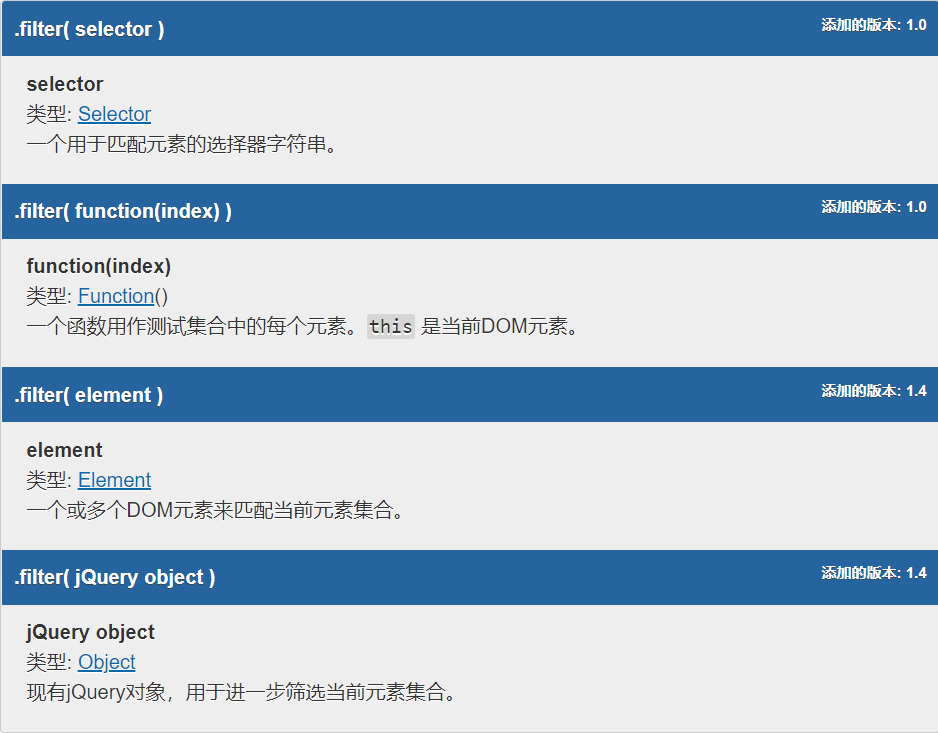 .filter( selector ) 添加的版本: 1.0
selector
类型: Selector
一个用于匹配元素的选择器字符串。
.filter( function(index) ) 添加的版本: 1.0
function(index)
类型: Function()
一个函数用作测试集合中的每个元素。this 是当前DOM元素。
.filter( element ) 添加的版本: 1.4
element
类型: Element
一个或多个DOM元素来匹配当前元素集合。
.filter( jQuery object ) 添加的版本: 1.4
jQuery object
类型: Object
现有jQuery对象，用于进一步筛选当前元素集合。